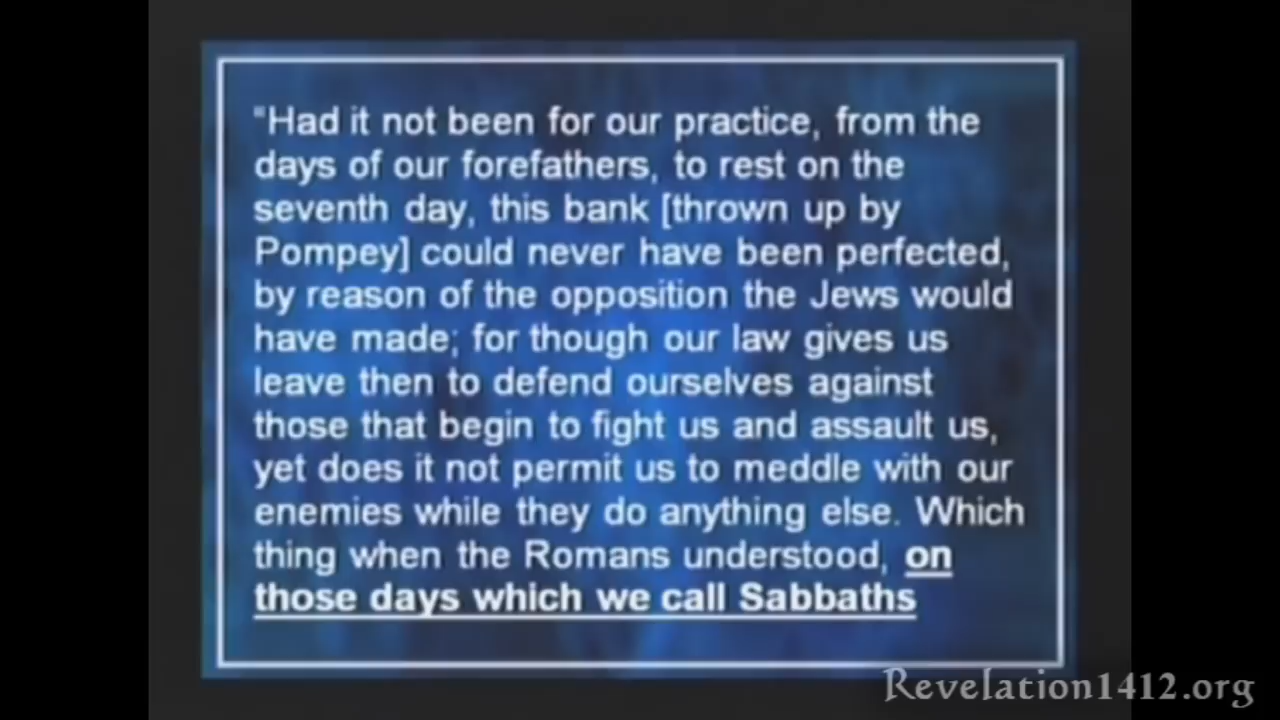 "Had it not been for our practice, from the
days of our forefathers, to rest on the
seventh day, this bank [thrown up by
Pompey] could never have been perfected,
by reason of the opposition the Jews would
have made; for though our law gives us
leave then to defend ourselves against
those that begin to fight us and assault us,
yet does it not permit us to meddle with our
enemies while they do anything else. Which
thing when the Romans understood, on
those days which we call Sabbaths
Revelation1412.org